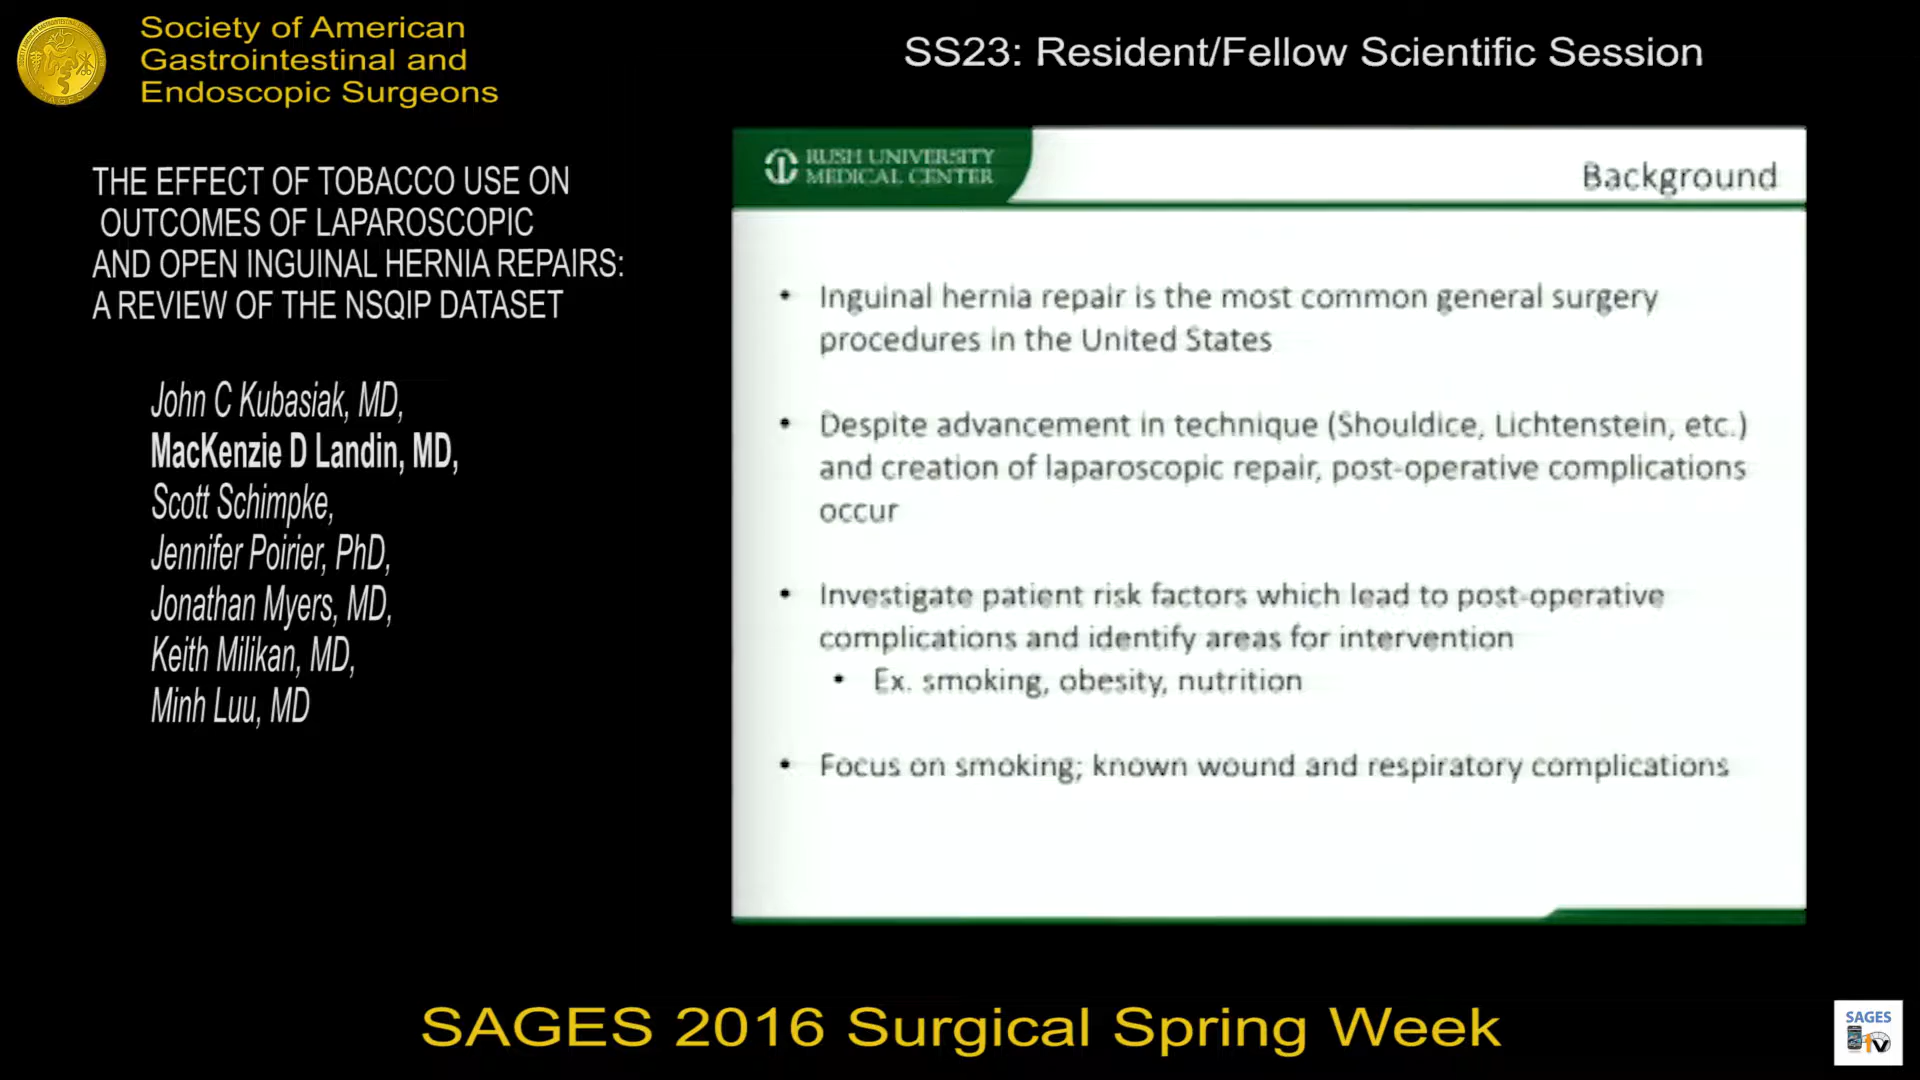 Society of American
Gastrointestinal and
Endoscopic Surgeons
SS23: Resident/Fellow Scientific Session
THE EFFECT OF TOBACCO USE ON
OUTCOMES OF LAPAROSCOPIC
AND OPEN INGUINAL HERNIA REPAIRS:
A REVIEW OF THE NSQIP DATASET
John C Kubasiak, MD,
MacKenzie D Landin, MD,
Scott Schimpke,
Jennifer Poirier, PhD,
Jonathan Myers, MD,
Keith Milikan, MD,
Minh Luu, MD
RUSH UNIVERSITY
MEDICAL CENTER
Background
• Inguinal hernia repair is the most common general surgery
procedures in the United States
• Despite advancement in technique (Shouldice, Lichtenstein, etc.)
and creation of laparoscopic repair, post-operative complications
occur
• Investigate patient risk factors which lead to post-operative
complications and identify areas for intervention
• Ex. smoking, obesity, nutrition
• Focus on smoking; known wound and respiratory complications
SAGES 2016 Surgical Spring Week
SAGES
tv